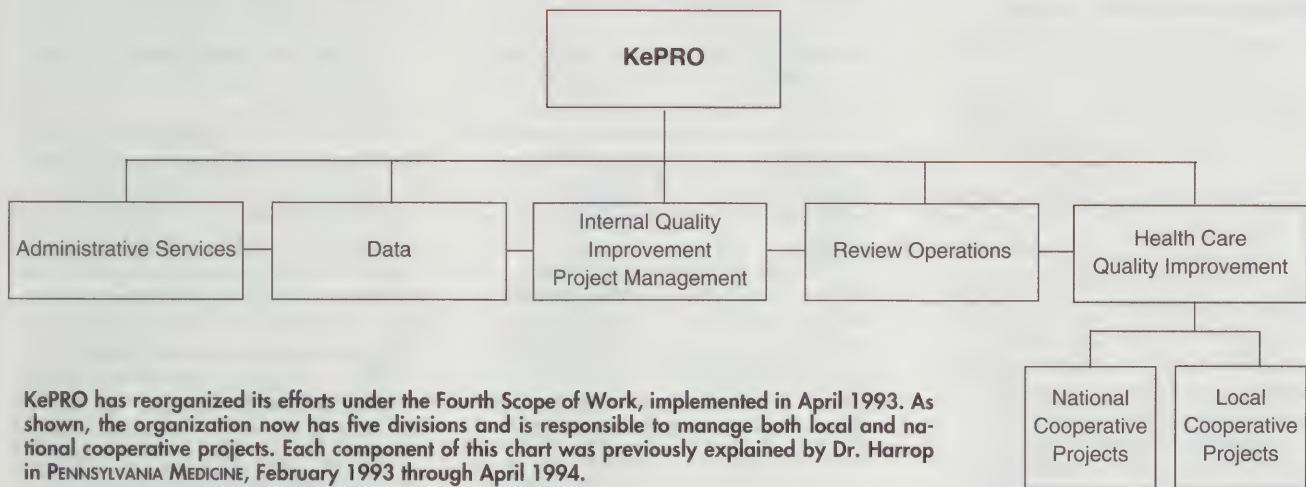 KePRO
Administrative Services
Data
Internal Quality
Improvement
Project Management
Review Operations
Health Care
Quality Improvement
National
Cooperative
Projects
Local
Cooperative
Projects
KePRO has reorganized its efforts under the Fourth Scope of Work, implemented in April 1993. As
shown, the organization now has five divisions and is responsible to manage both local and na-
tional cooperative projects. Each component of this chart was previously explained by Dr. Harrop
in PENNSYLVANIA MEDICINE, February 1993 through April 1994.